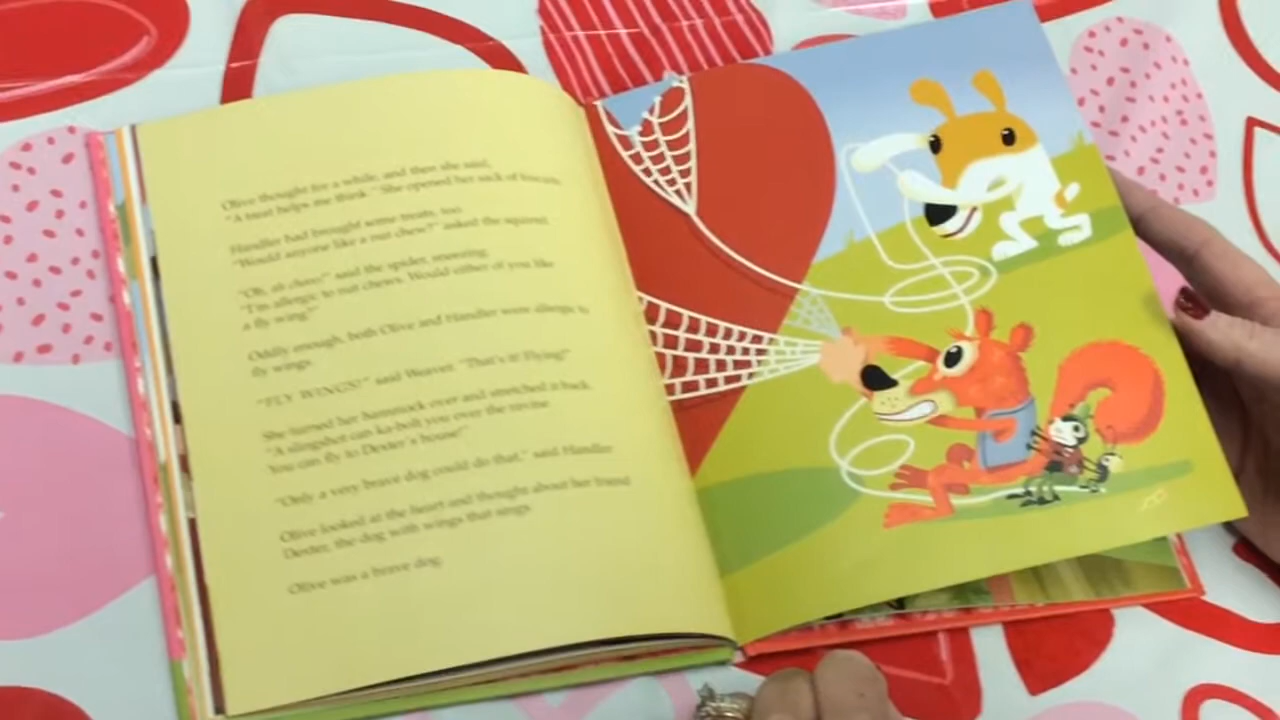 Olive thought for a while, and then she said,
"A treat helps me think." She opened her sack of biscuits.
Handler had brought some treats, too.
"Would anyone like a nut chew?" asked the squirrel.
"Oh, ah choo!" said the spider, sneezing.
"I'm allergic to nut chews. Would either of you like
a fly wing?"
Oddly enough, both Olive and Handler were allergic to
fly wings.
"FLY WINGS!" said Weaver. "That's it! Flying!"
She turned her hammock over and stretched it back.
"A slingshot can ka-bolt you over the ravine.
You can fly to Dexter's house!"
"Only a very brave dog could do that," said Handler.
Olive looked at the heart and thought about her friend
Dexter, the dog with wings that sings.
Olive was a brave dog.